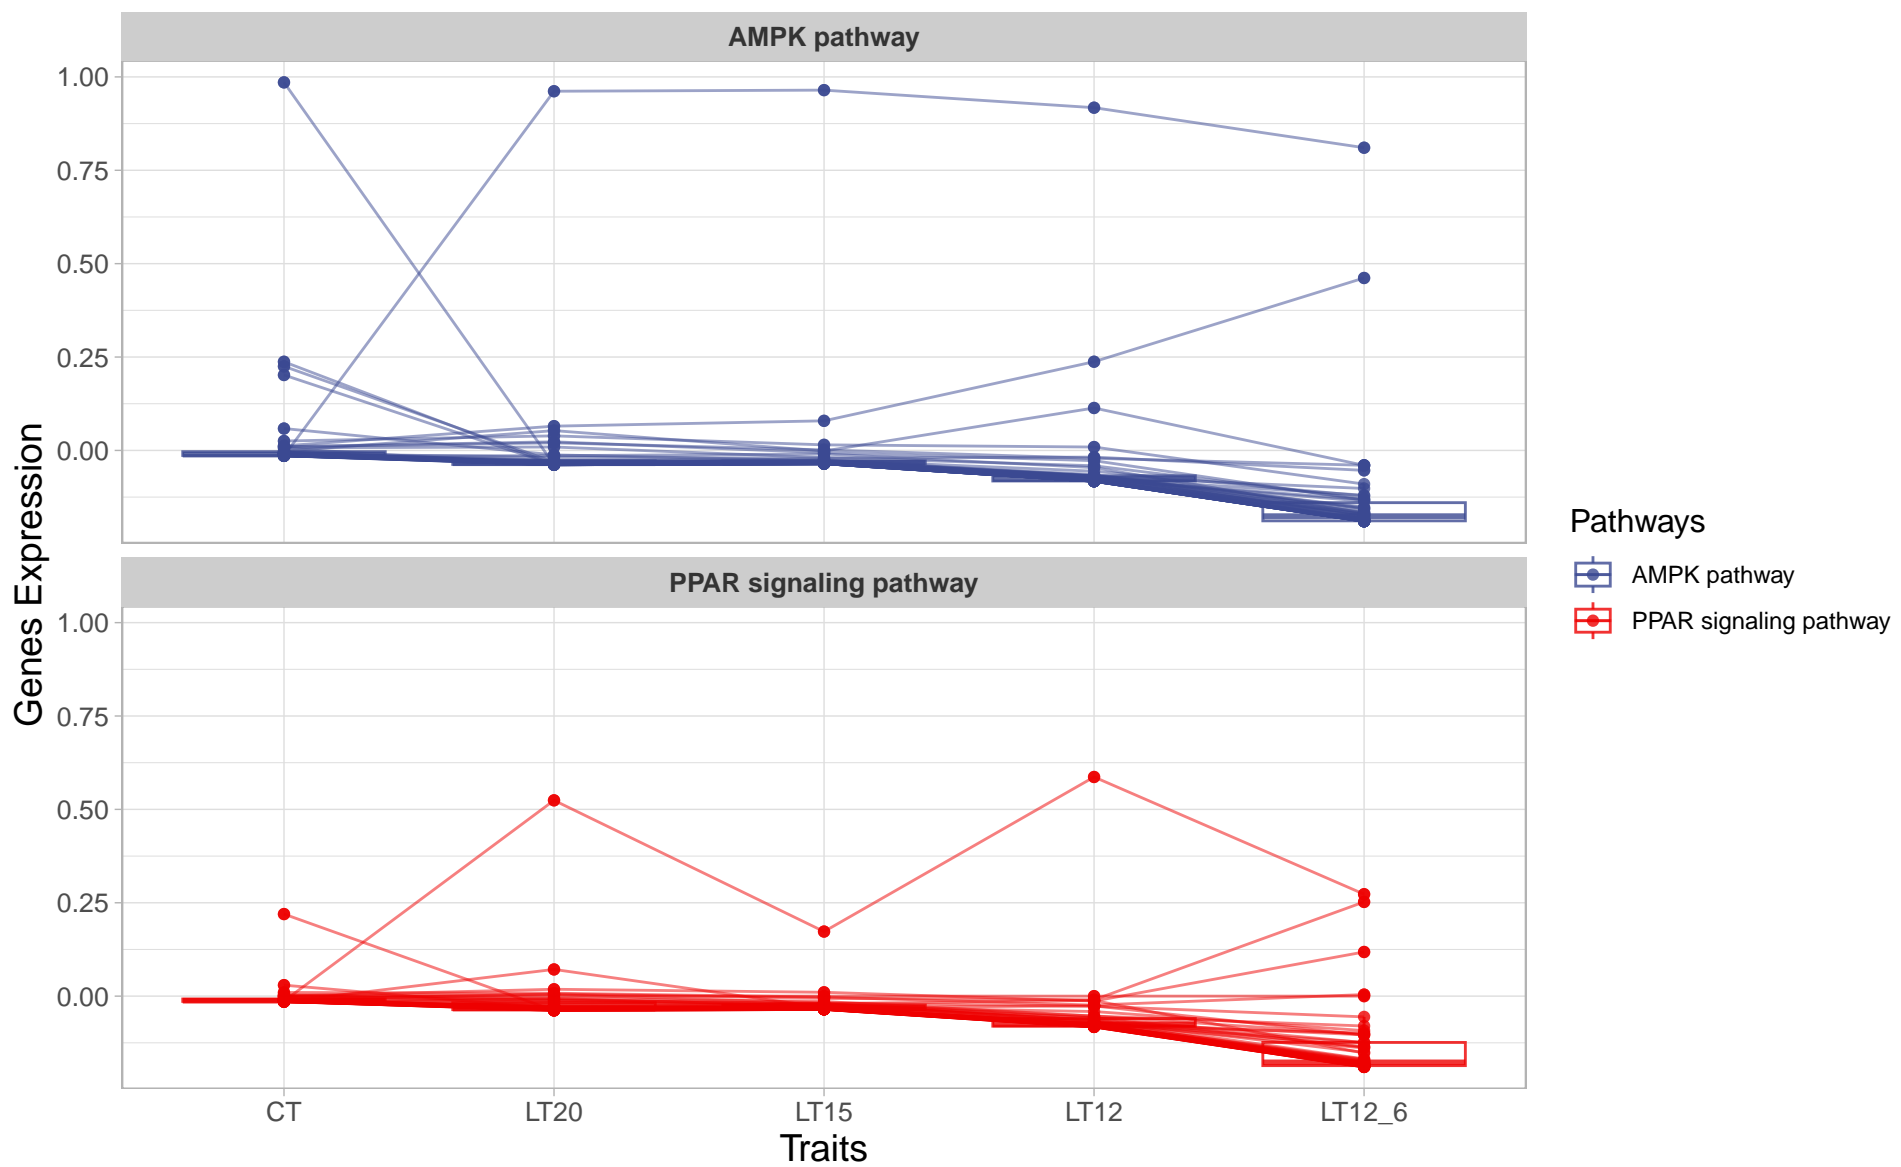 AMPK pathway
1.00
0.75
0.50
0.25
0.00
PPAR signaling pathway
1.00
0.75
0.50
0.25
0.00
CT LT20 LT15 LT12 LT12_6
Traits
Genes Expression
Pathways
AMPK pathway
PPAR signaling pathway